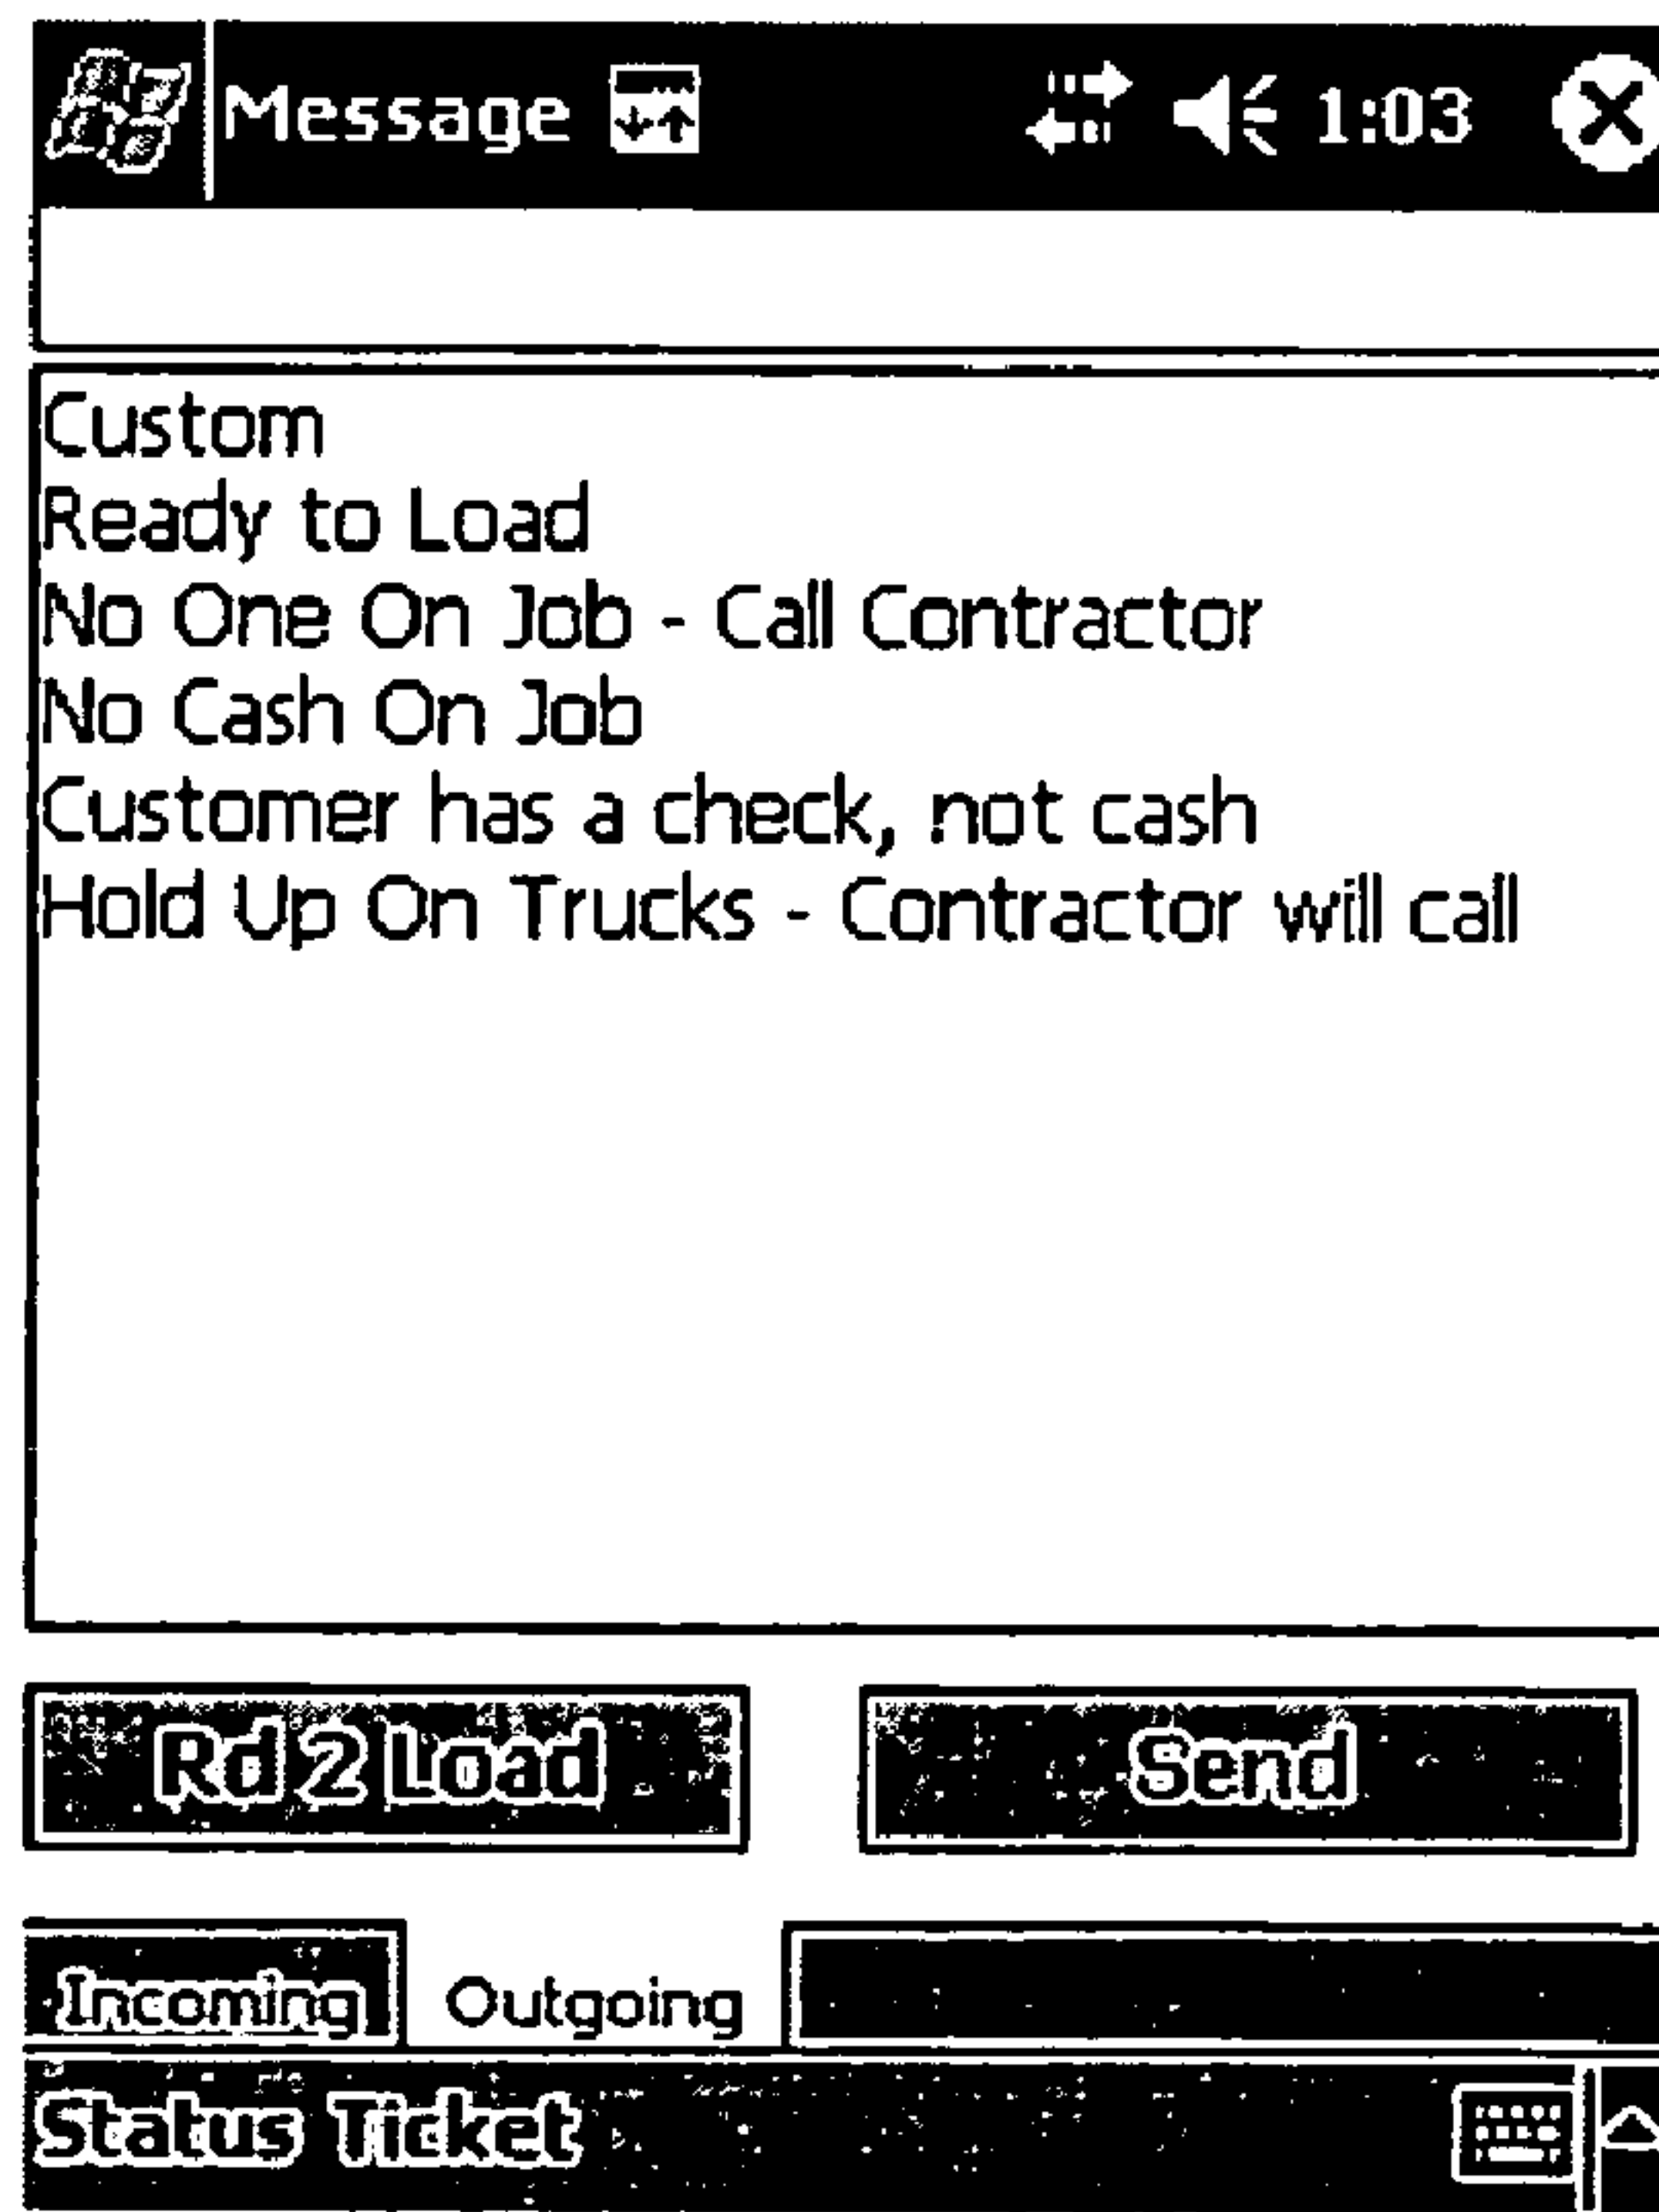 Message 1:03
Custom
Ready to Load
No One On Job - Call Contractor
No Cash On Job
Customer has a check, not cash
Hold Up On Trucks - Contractor will call
Rd 2 Load Send
Incoming Outgoing
Status Ticket